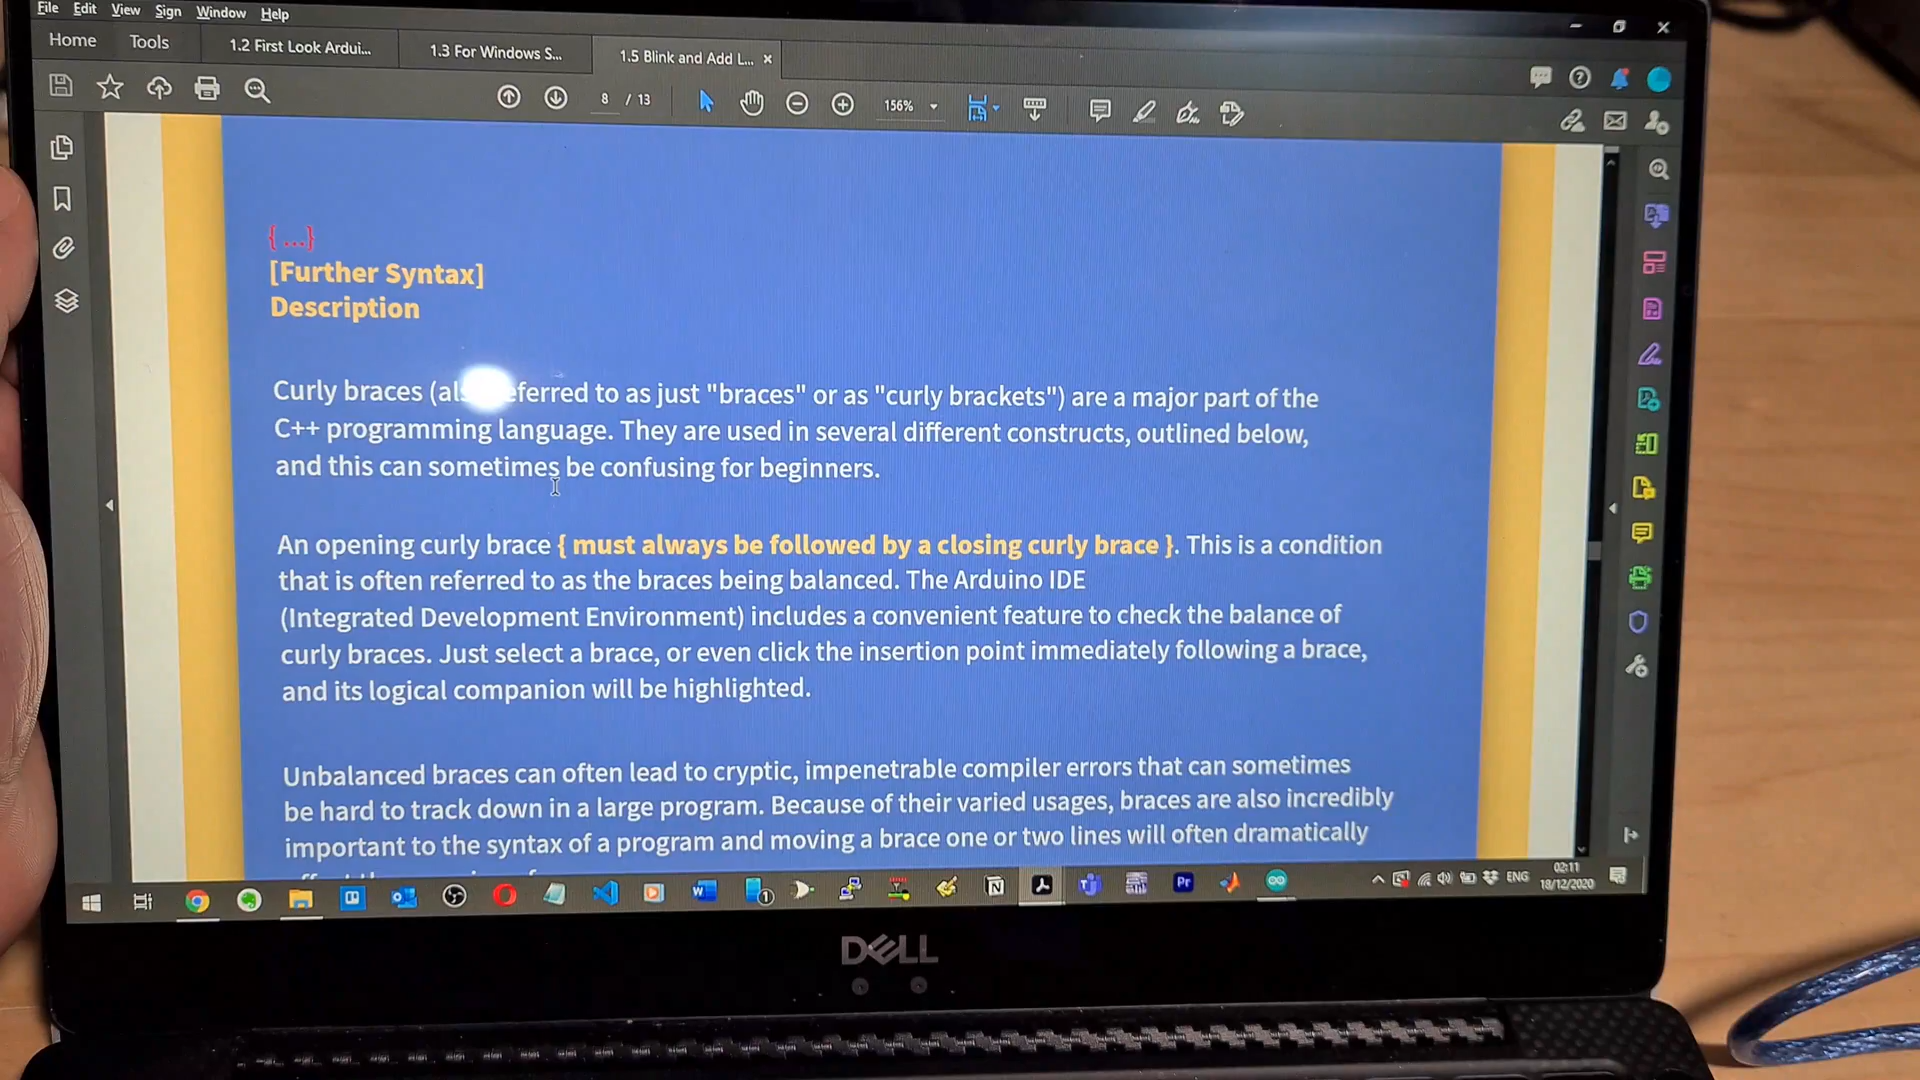 File Edit View Sign Window Help
Home Tools 1.2 First Look Ardui... 1.3 For Windows S... 1.5 Blink and Add L... ×
8 / 13 156%
{ ...}
[Further Syntax]
Description
Curly braces (also referred to as just "braces" or as "curly brackets") are a major part of the
C++ programming language. They are used in several different constructs, outlined below,
and this can sometimes be confusing for beginners.
An opening curly brace { must always be followed by a closing curly brace }. This is a condition
that is often referred to as the braces being balanced. The Arduino IDE
(Integrated Development Environment) includes a convenient feature to check the balance of
curly braces. Just select a brace, or even click the insertion point immediately following a brace,
and its logical companion will be highlighted.
Unbalanced braces can often lead to cryptic, impenetrable compiler errors that can sometimes
be hard to track down in a large program. Because of their varied usages, braces are also incredibly
important to the syntax of a program and moving a brace one or two lines will often dramatically
Pr ENG 02:11
18/12/2020
DELL